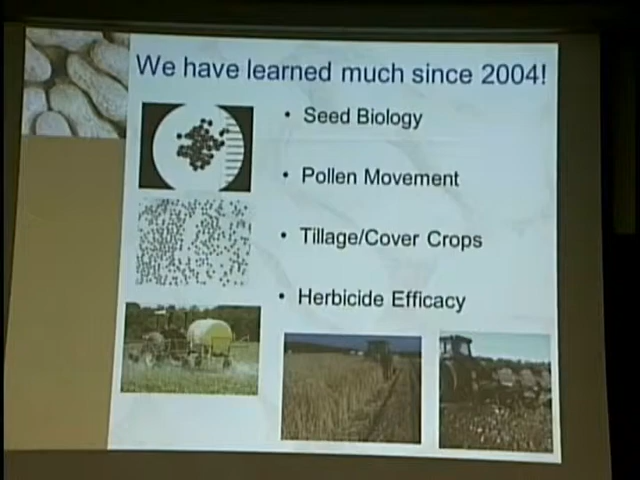 We have learned much since 2004!
• Seed Biology
• Pollen Movement
• Tillage/Cover Crops
• Herbicide Efficacy